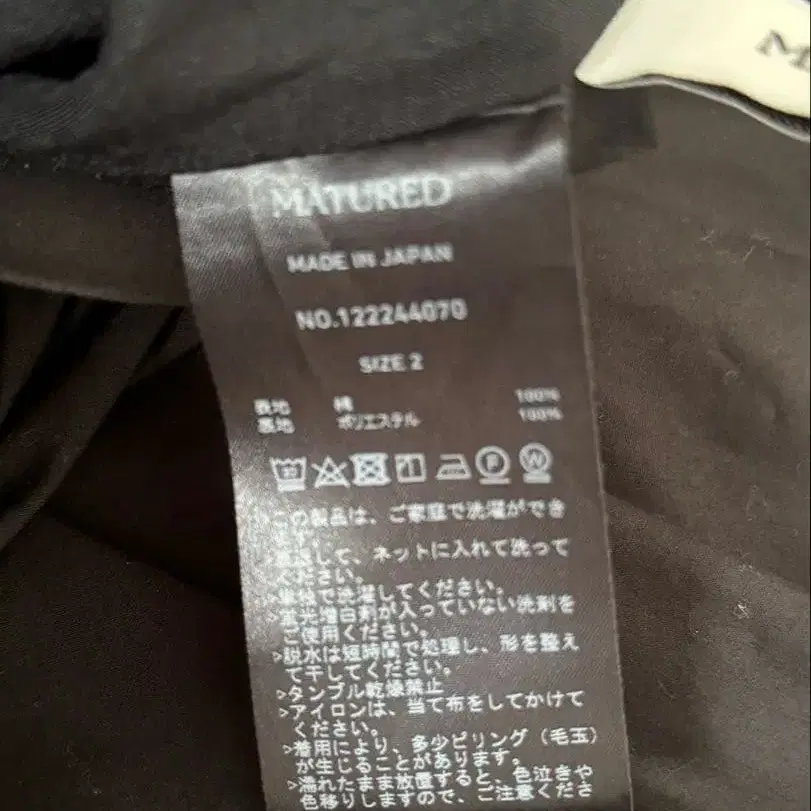 M
MATURED
MADE IN JAPAN
NO.122244070
SIZE 2
表地 綿 100%
裏地 ポリエステル 100%
P W
この製品は、ご家庭で洗濯ができ
ます。
して、ネットに入れて洗って
ください。
>単独で洗濯してください。
>蛍光増白剤が入っていない洗剤を
ご使用ください。
>脱水は短時間で処理し、形を整え
て干してください。
>タンブル乾燥禁止
>アイロンは、当て布をしてかけて
ください。
>着用により、多少ピリング(毛玉)
が生じることがあります。
>濡れたまま放置すると、色泣きや
色移りしますので、ご注意くださ